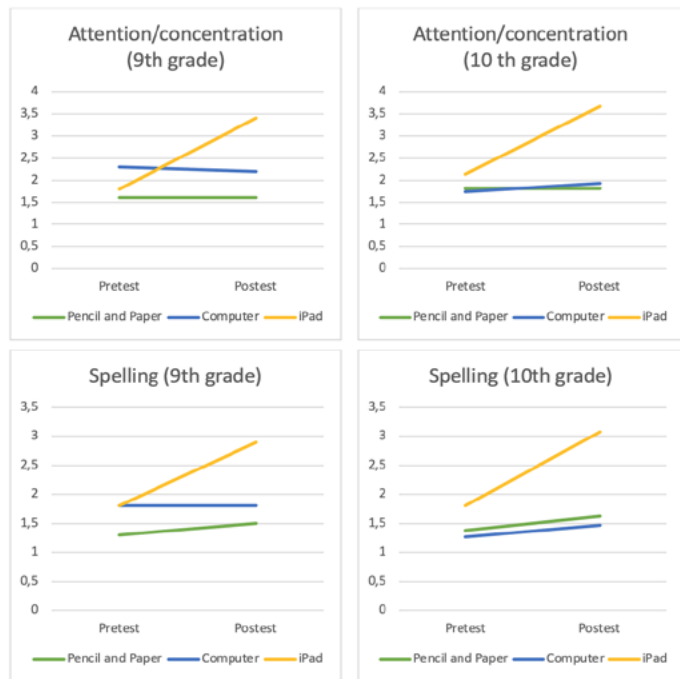 Attention/concentration
(9th grade)
4
3,5
3
2,5
2
1,5
1
0,5
0
Pretest Postest
Pencil and Paper Computer iPad
Attention/concentration
(10 th grade)
4
3,5
3
2,5
2
1,5
1
0,5
0
Pretest Postest
Pencil and Paper Computer iPad
Spelling (9th grade)
3,5
3
2,5
2
1,5
1
0,5
0
Pretest Postest
Pencil and Paper Computer iPad
Spelling (10th grade)
3,5
3
2,5
2
1,5
1
0,5
0
Pretest Postest
Pencil and Paper Computer iPad